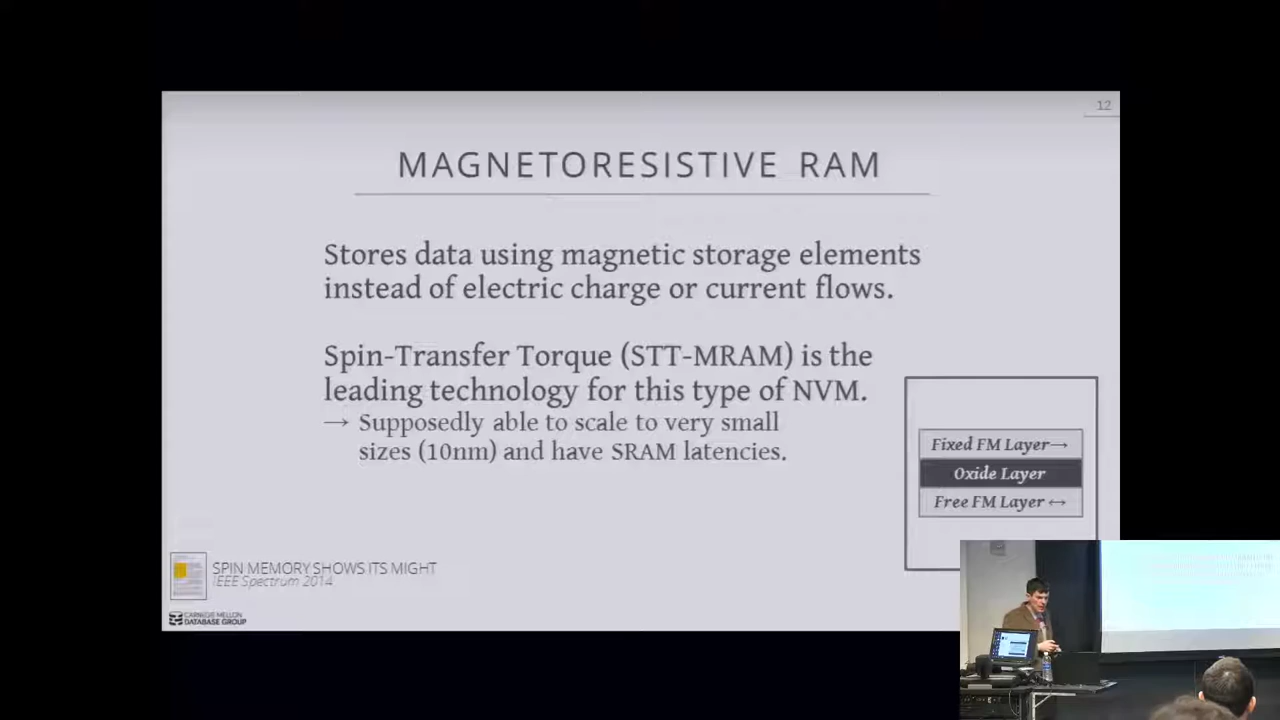 12
MAGNETORESISTIVE RAM
Stores data using magnetic storage elements
instead of electric charge or current flows.
Spin-Transfer Torque (STT-MRAM) is the
leading technology for this type of NVM.
→ Supposedly able to scale to very small
sizes (10nm) and have SRAM latencies.
Fixed FM Layer→
Oxide Layer
Free FM Layer ↔
SPIN MEMORY SHOWS ITS MIGHT
IEEE Spectrum 2014
CARNEGIE MELLON
DATABASE GROUP